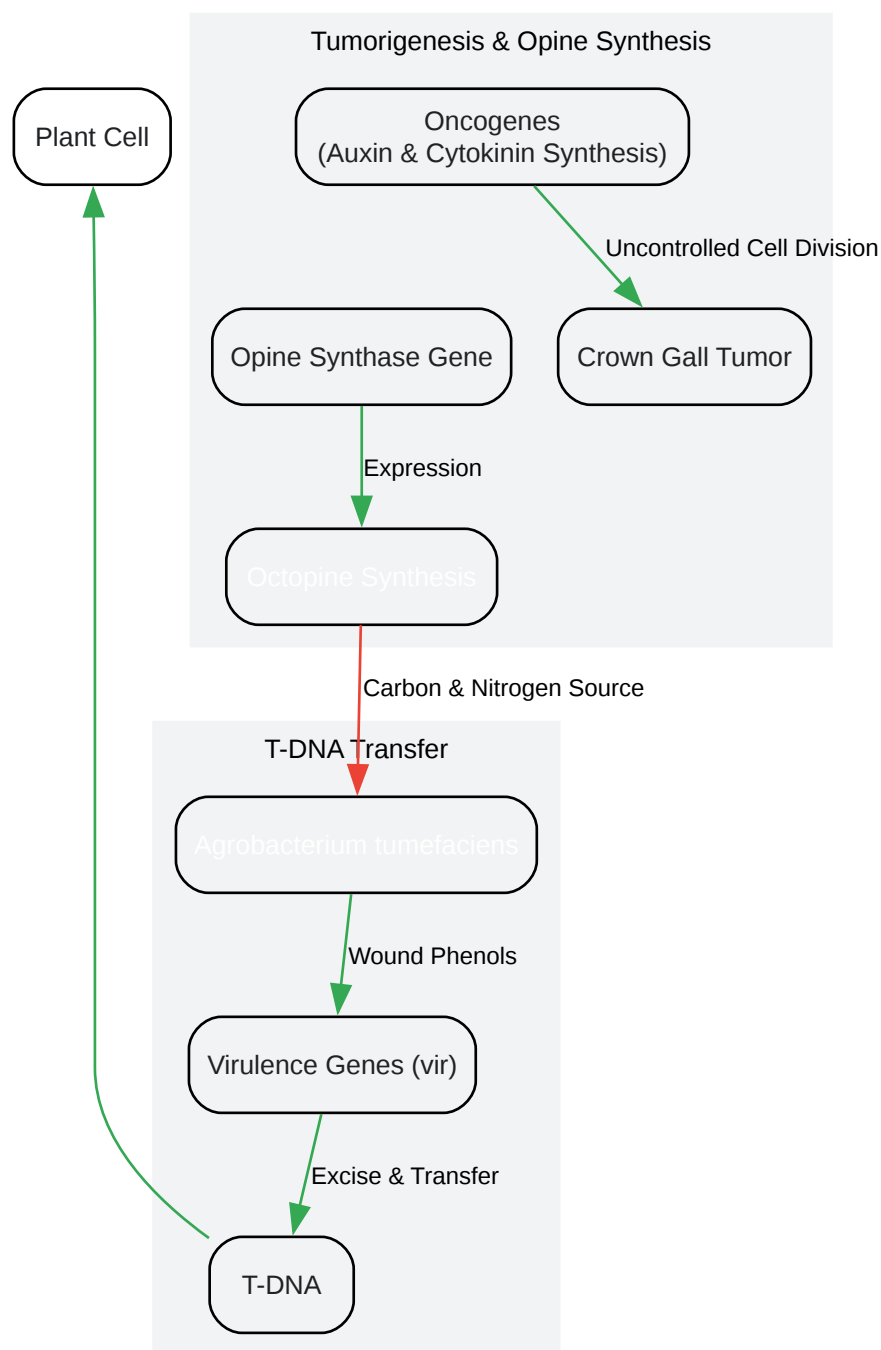 Tumorigenesis & Opine Synthesis
Plant Cell
Oncogenes
(Auxin & Cytokinin Synthesis)
Uncontrolled Cell Division
Opine Synthase Gene
Crown Gall Tumor
Expression
Octopine Synthesis
Carbon & Nitrogen Source
T-DNA Transfer
Agrobacterium tumefaciens
Wound Phenols
Virulence Genes (vir)
Excise & Transfer
T-DNA